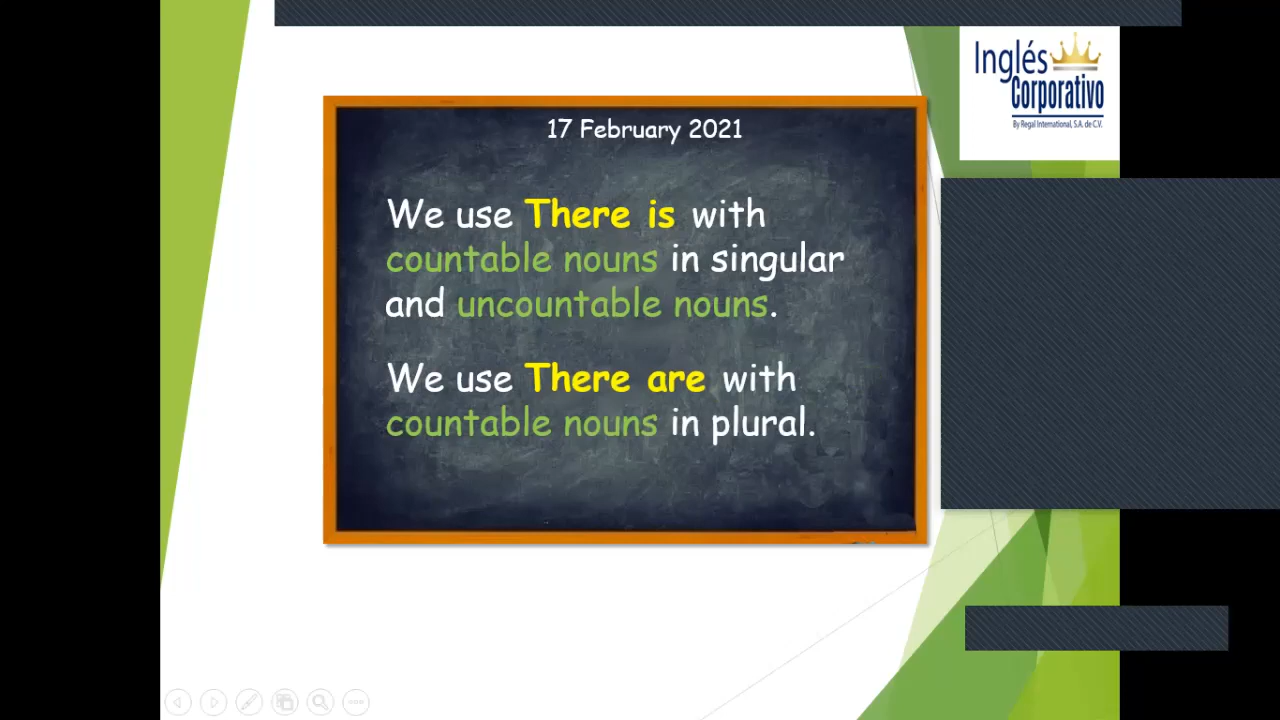 Inglés
Corporativo
By Regal International, S.A. de C.V.
17 February 2021
We use There is with
countable nouns in singular
and uncountable nouns.
We use There are with
countable nouns in plural.